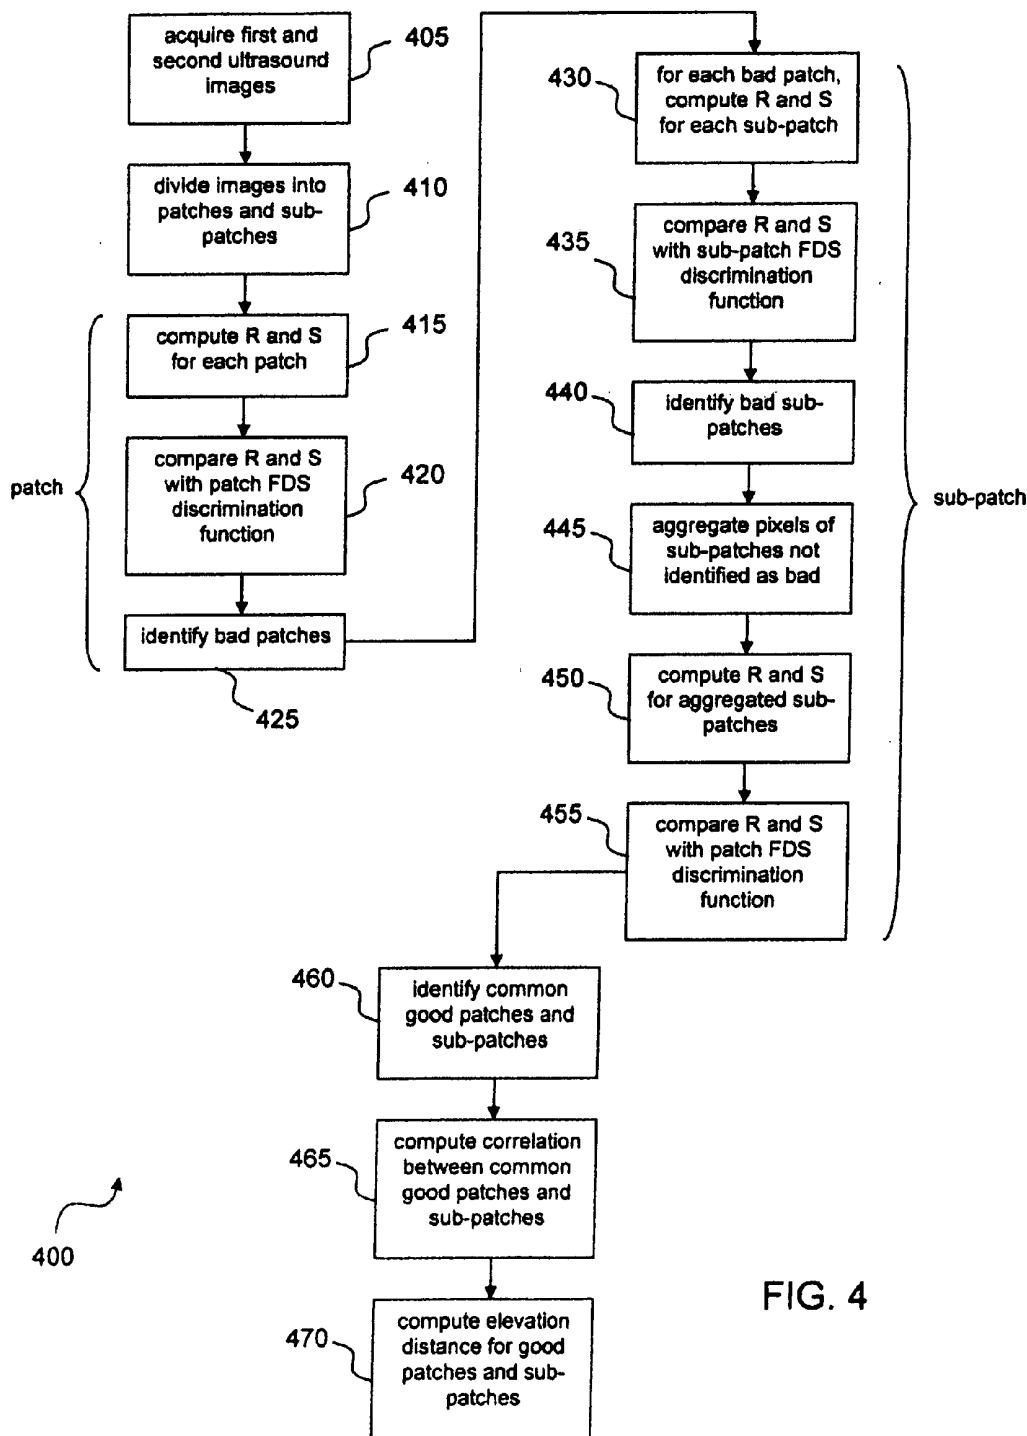 acquire first and
second ultrasound
images
405
divide images into
patches and sub-
patches
410
patch
compute R and S
for each patch
415
compare R and S
with patch FDS
discrimination
function
420
identify bad patches
425
430
for each bad patch,
compute R and S
for each sub-patch
435
compare R and S
with sub-patch FDS
discrimination
function
440
identify bad sub-
patches
445
aggregate pixels of
sub-patches not
identified as bad
450
compute R and S
for aggregated sub-
patches
455
compare R and S
with patch FDS
discrimination
function
sub-patch
460
identify common
good patches and
sub-patches
465
compute correlation
between common
good patches and
sub-patches
470
compute elevation
distance for good
patches and sub-
patches
400
FIG. 4